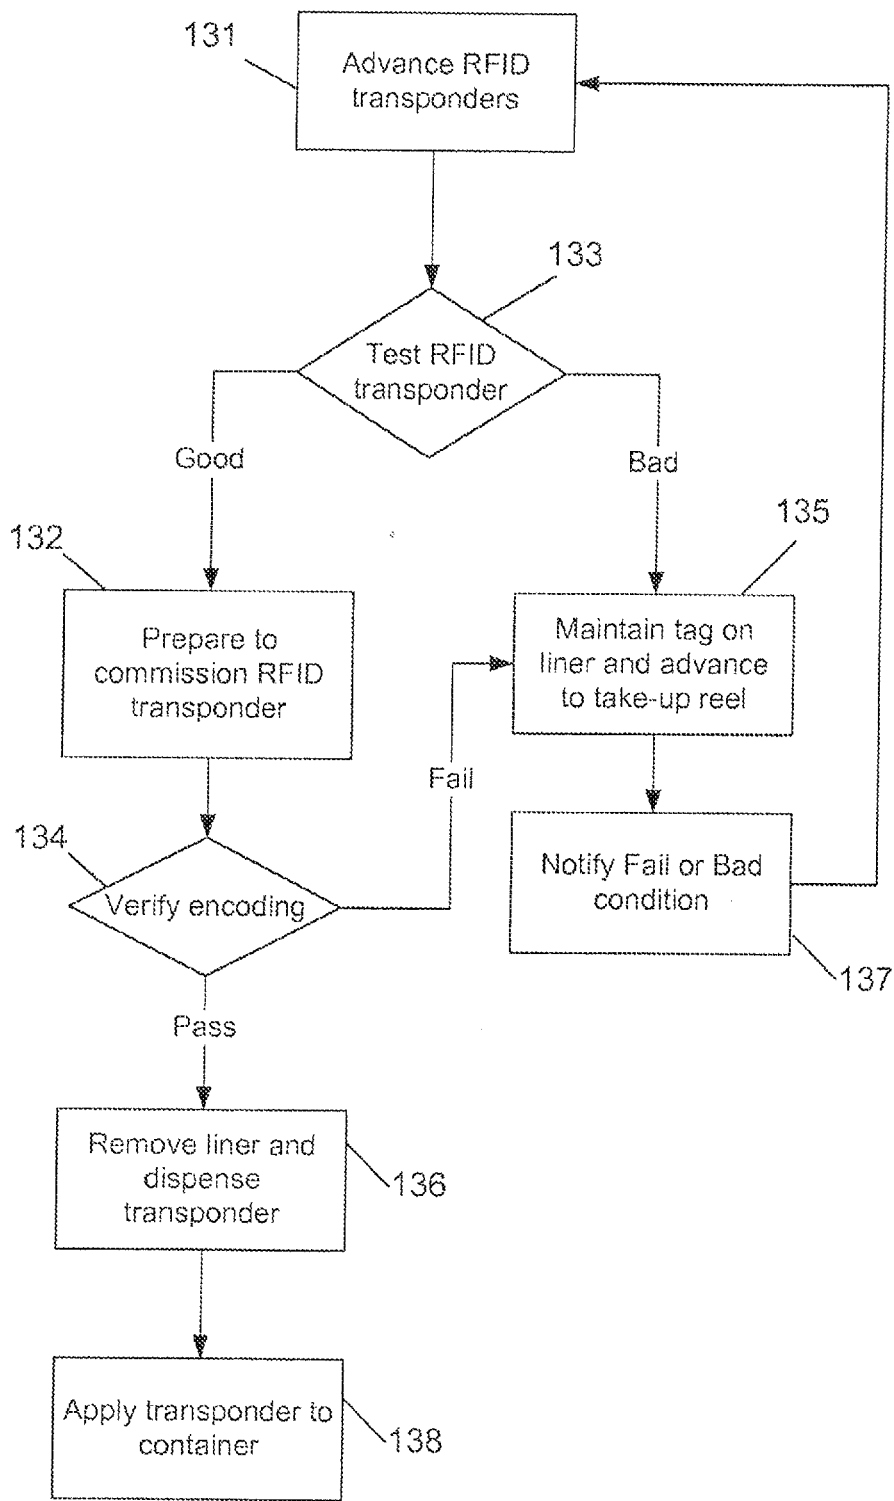 131
Advance RFID
transponders
133
Test RFID
transponder
Good
Bad
132
Prepare to
commission RFID
transponder
135
Maintain tag on
liner and advance
to take-up reel
Fail
134
Verify encoding
Notify Fail or Bad
condition
137
Pass
Remove liner and
dispense
transponder
136
Apply transponder to
container
138